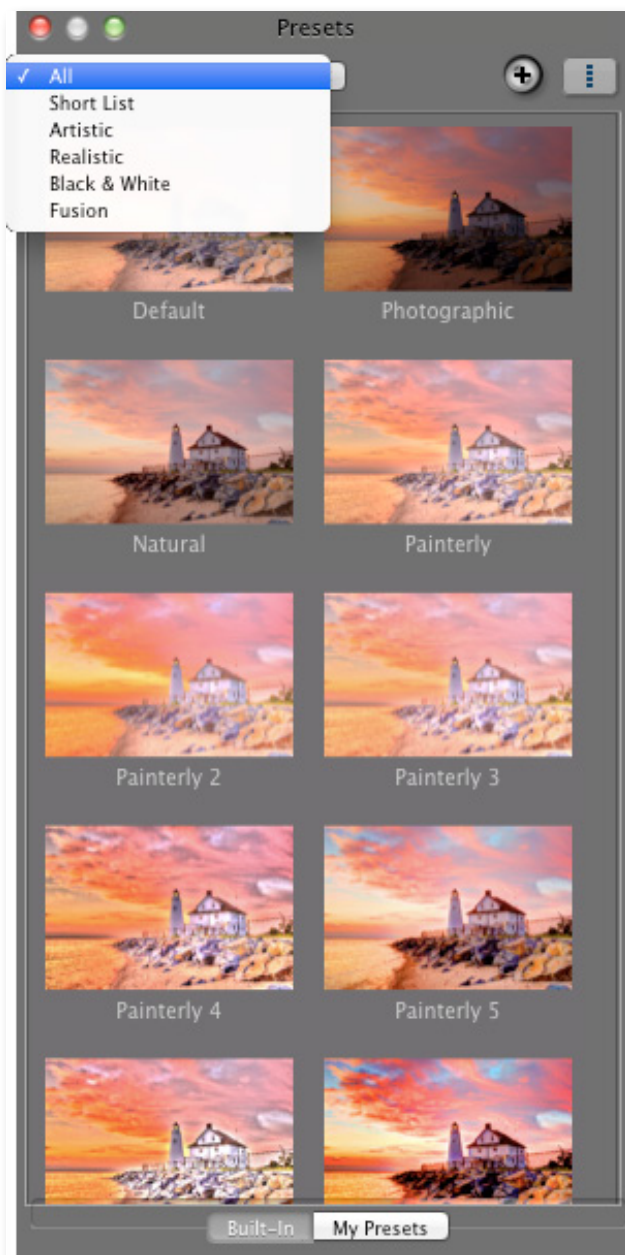 Presets
✓ All
Short List
Artistic
Realistic
Black & White
Fusion
Default
Photographic
Natural
Painterly
Painterly 2
Painterly 3
Painterly 4
Painterly 5
Built-In
My Presets